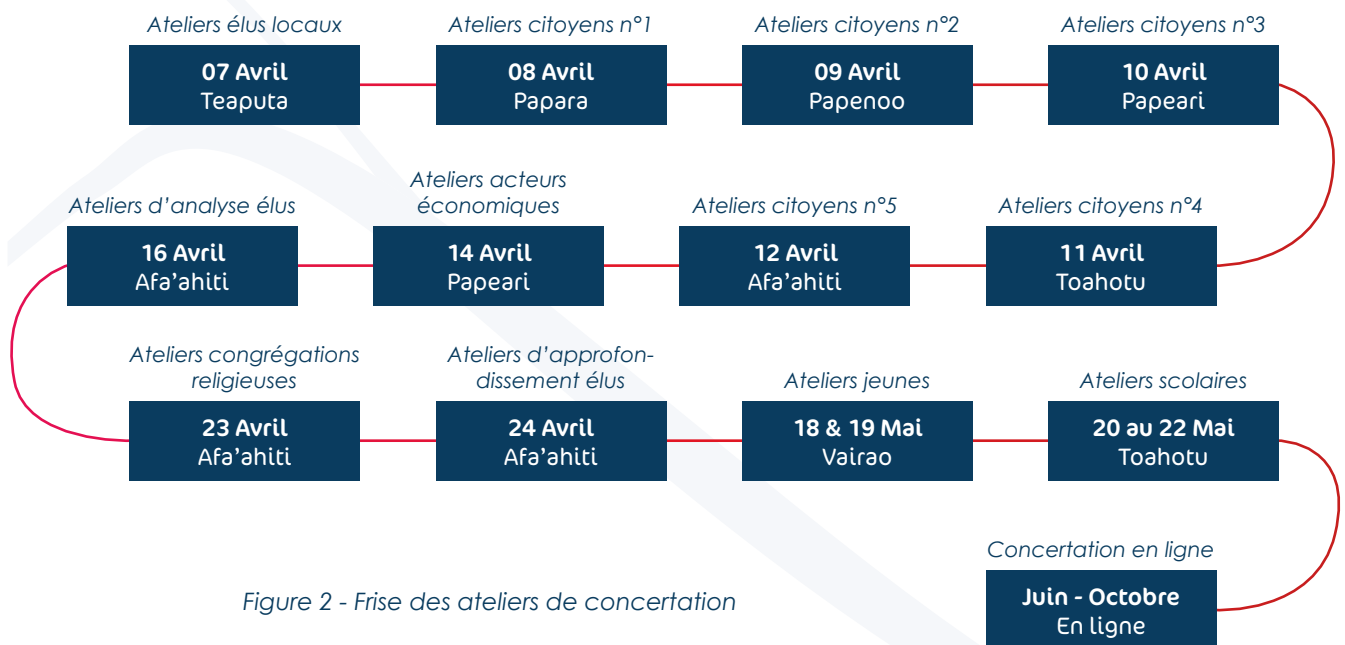 Ateliers élus locaux
07 Avril
Teaputa
Ateliers citoyens n°1
08 Avril
Papara
Ateliers citoyens n°2
09 Avril
Papenoo
Ateliers citoyens n°3
10 Avril
Papeari
Ateliers citoyens n°4
11 Avril
Toahotu
Ateliers citoyens n°5
12 Avril
Afa'ahiti
Ateliers acteurs
économiques
14 Avril
Papeari
Ateliers d'analyse élus
16 Avril
Afa'ahiti
Ateliers congrégations
religieuses
23 Avril
Afa'ahiti
Ateliers d'approfon-
dissement élus
24 Avril
Afa'ahiti
Ateliers jeunes
18 & 19 Mai
Vairao
Ateliers scolaires
20 au 22 Mai
Toahotu
Concertation en ligne
Juin - Octobre
En ligne
Figure 2 - Frise des ateliers de concertation